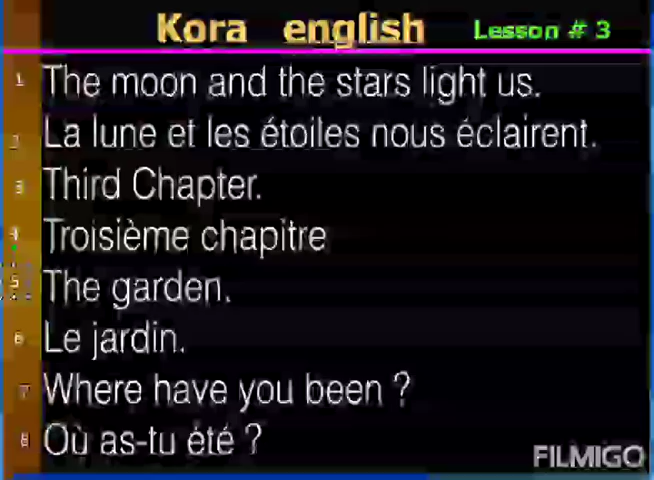 Kora english Lesson # 3
1 The moon and the stars light us.
2 La lune et les étoiles nous éclairent.
3 Third Chapter.
4 Troisième chapitre
5 The garden.
6 Le jardin.
7 Where have you been ?
8 Où as-tu été ?
FILMIGO